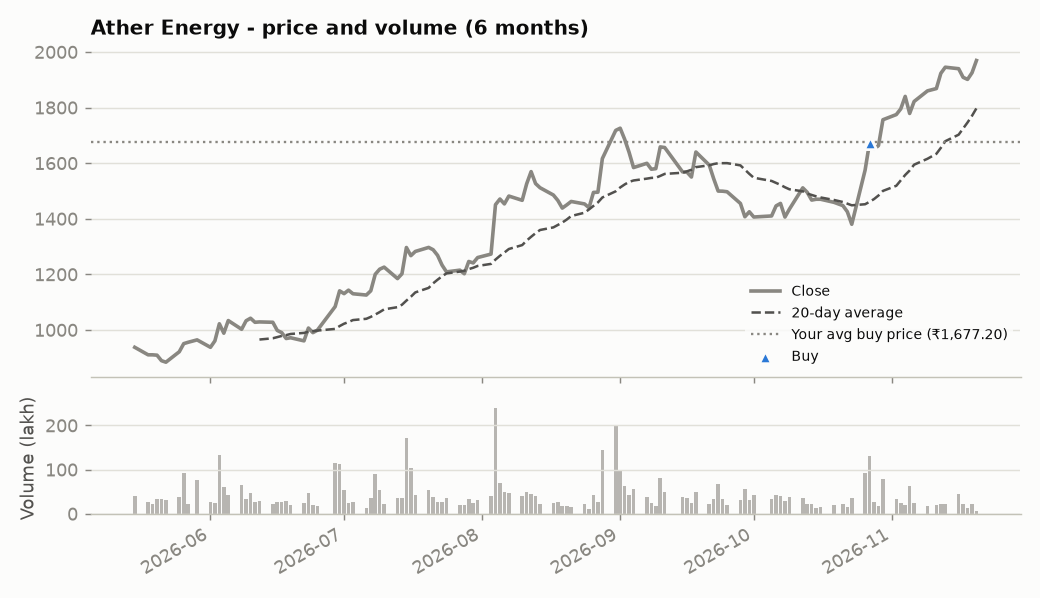 Ather Energy - price and volume (6 months)
2000
1800
1600
1400
1200
1000
Close
20-day average
Your avg buy price (₹1,677.20)
Buy
Volume (lakh)
200
100
0
2026-06
2026-07
2026-08
2026-09
2026-10
2026-11